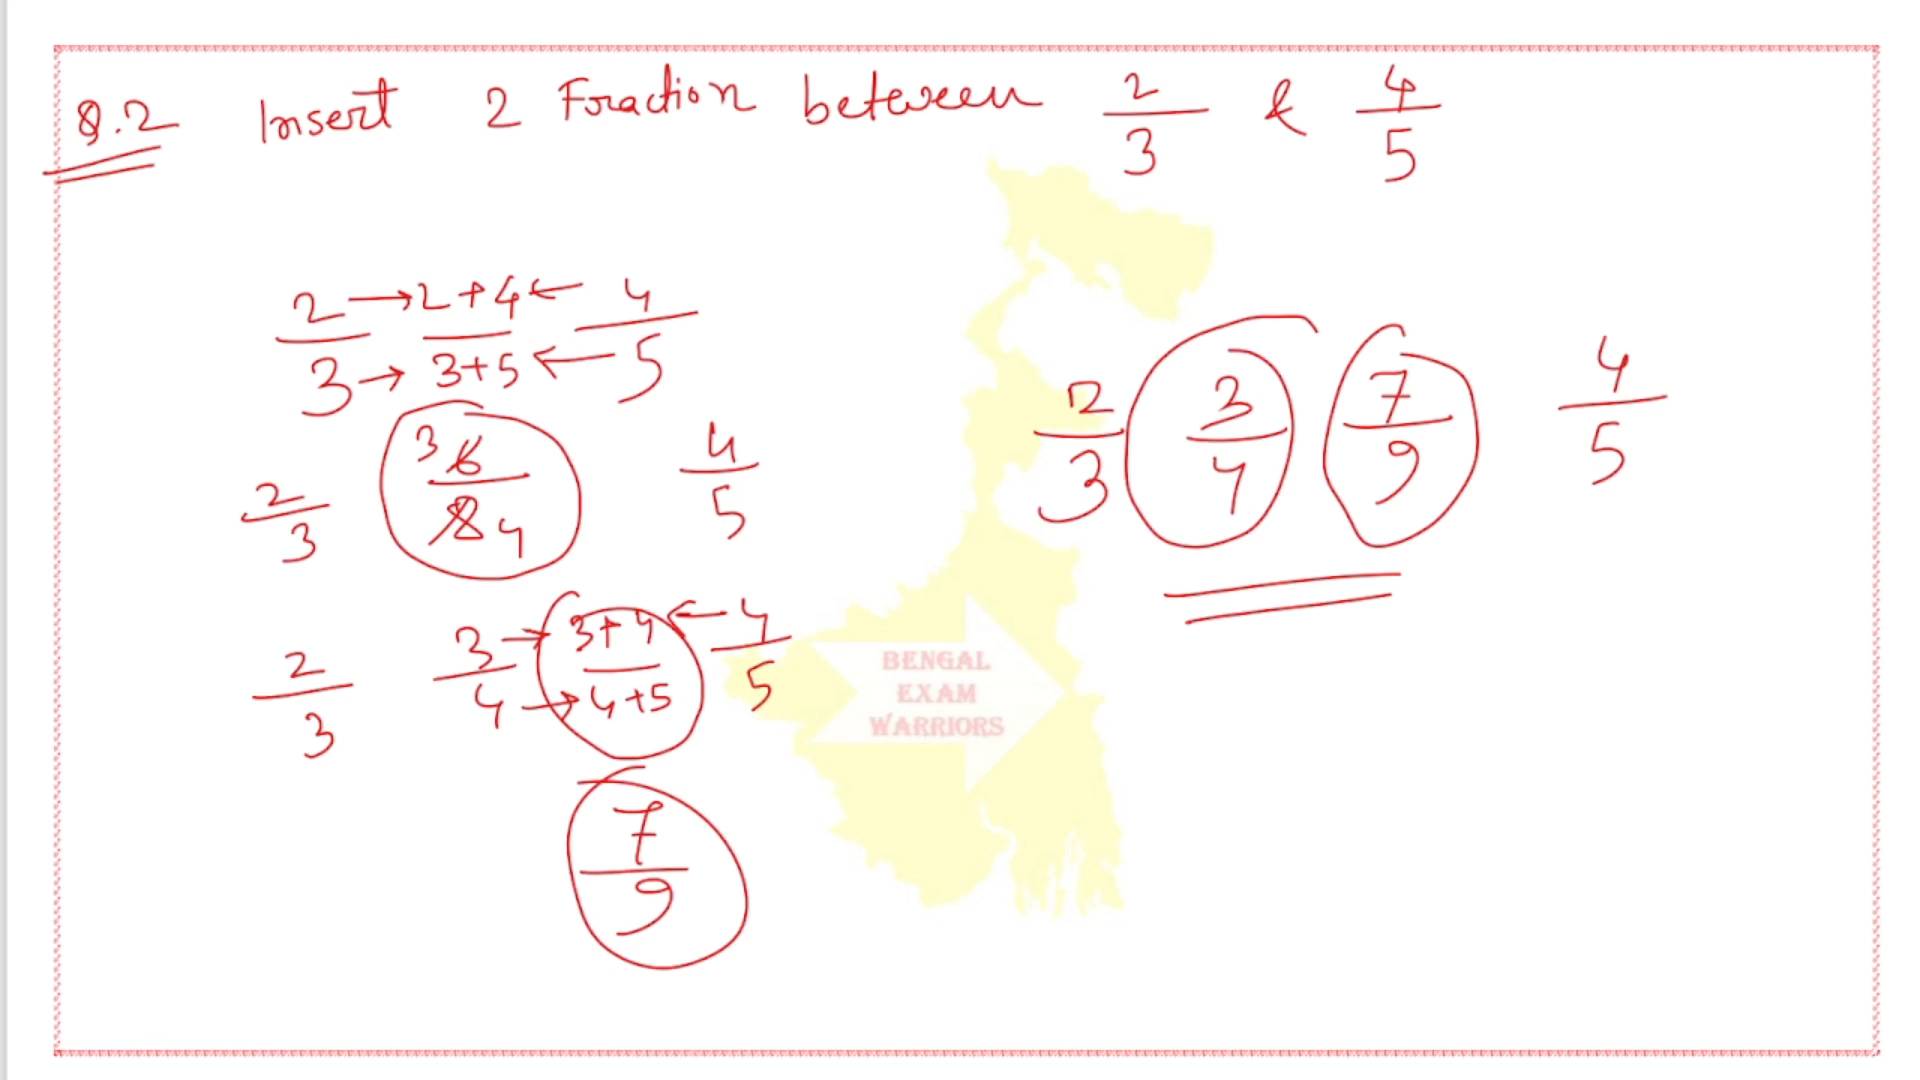 Q.2 Insert 2 Fraction between 2/3 & 4/5
2/3 → (2+4)/(3+5) ← 4/5
2/3 6/8 3/4 4/5
2/3 3/4 → (3+4)/(4+5) ← 4/5
7/9
2/3 3/4 7/9 4/5
BENGAL
EXAM
WARRIORS